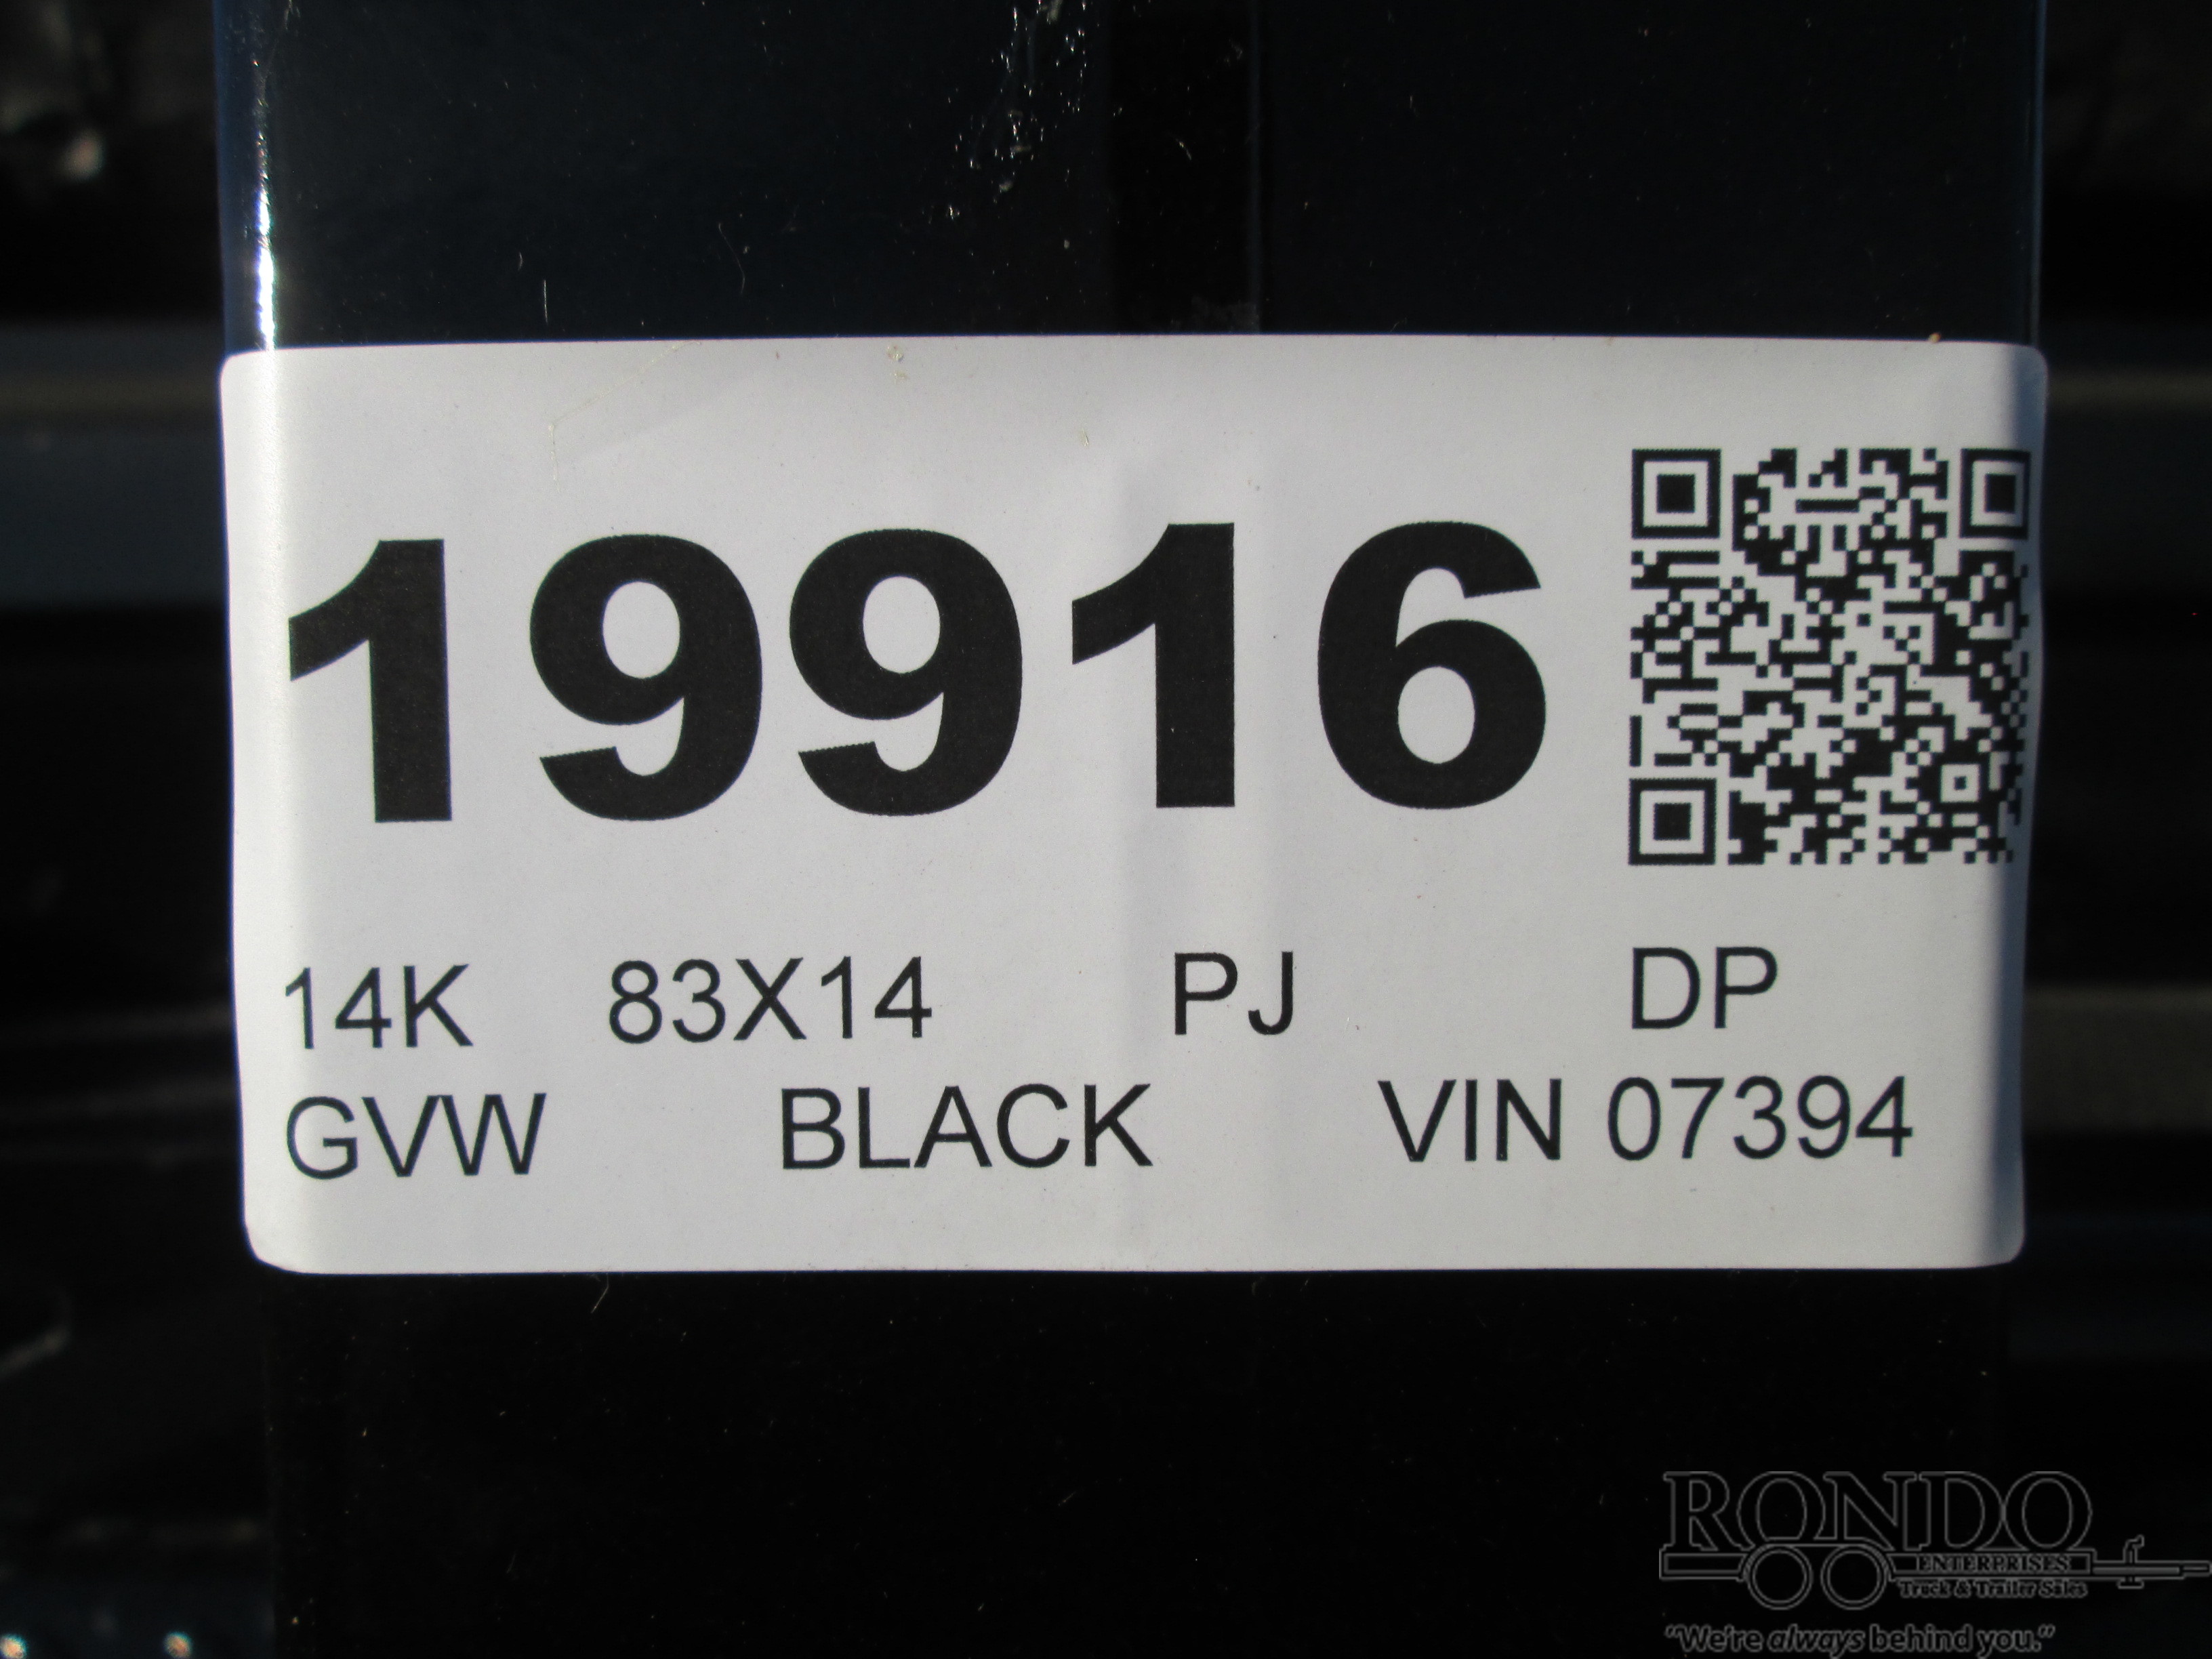 19916
14K 83X14 PJ DP
GVW BLACK VIN 07394
RONDO
ENTERPRISES
Truck & Trailer Sales
"We're always behind you."